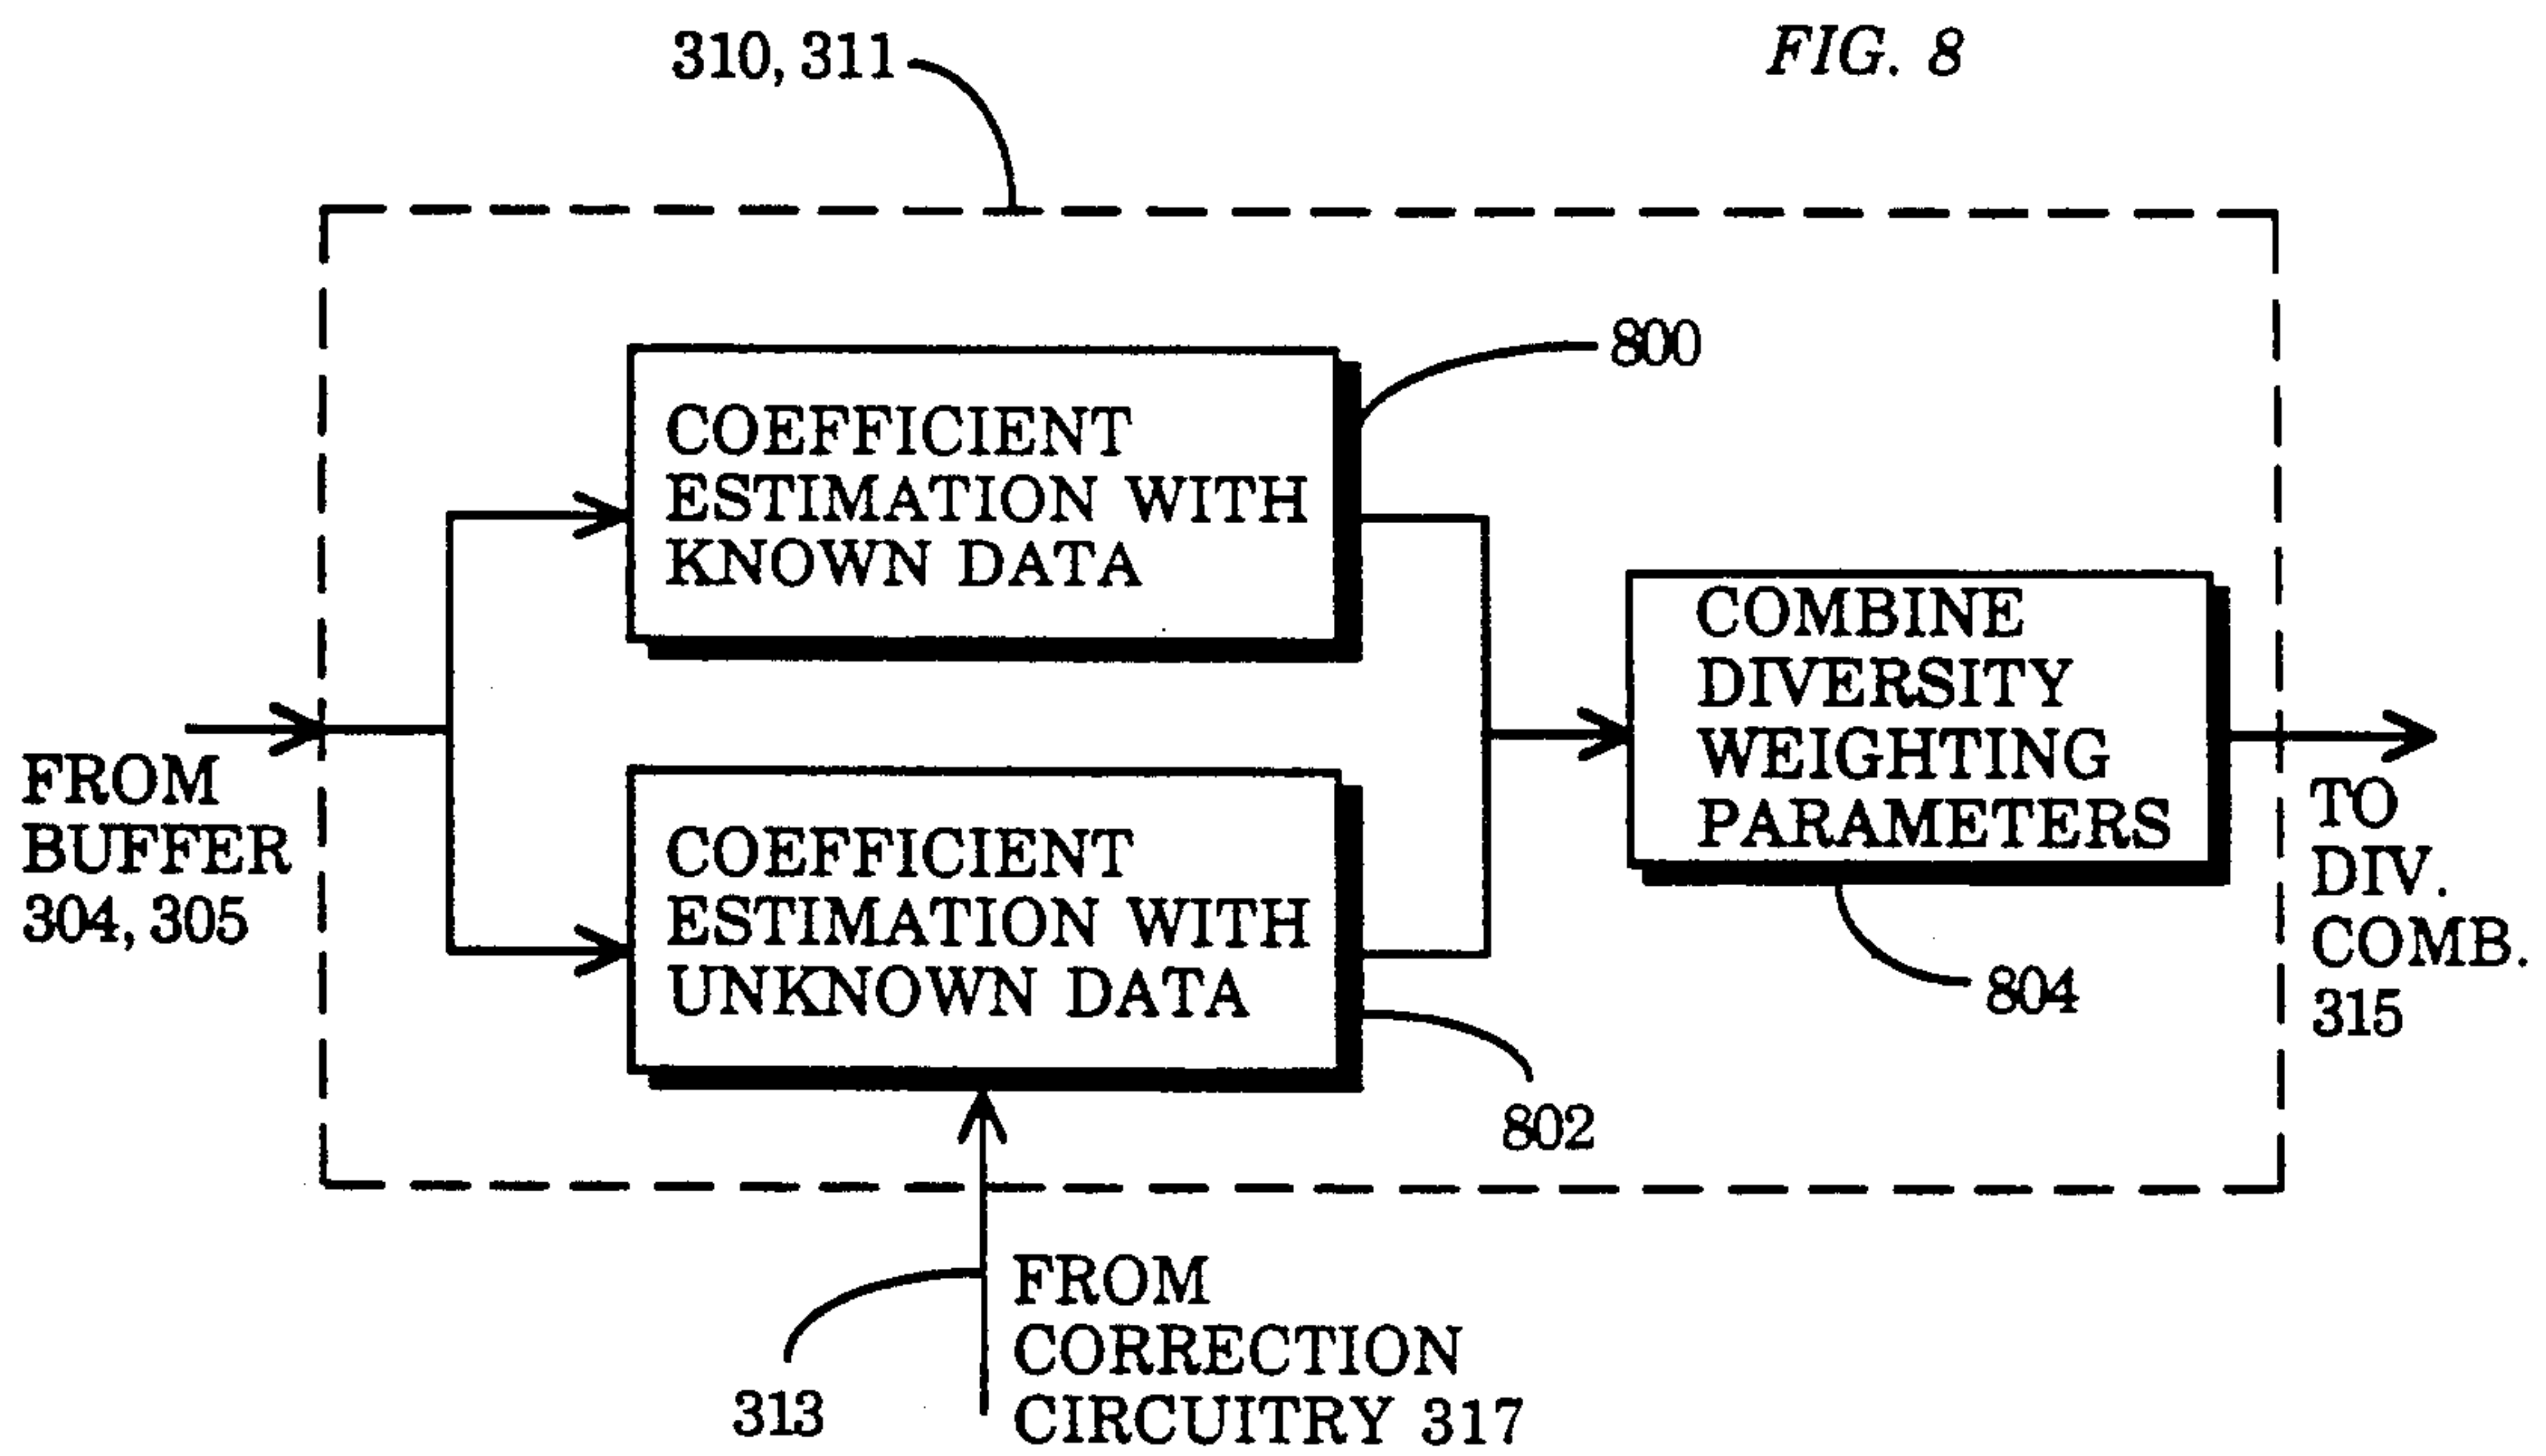 FIG. 8
310, 311
800
COEFFICIENT
ESTIMATION WITH
KNOWN DATA
COMBINE
DIVERSITY
WEIGHTING
PARAMETERS
FROM
BUFFER
304, 305
COEFFICIENT
ESTIMATION WITH
UNKNOWN DATA
TO
DIV.
COMB.
315
804
802
313
FROM
CORRECTION
CIRCUITRY 317